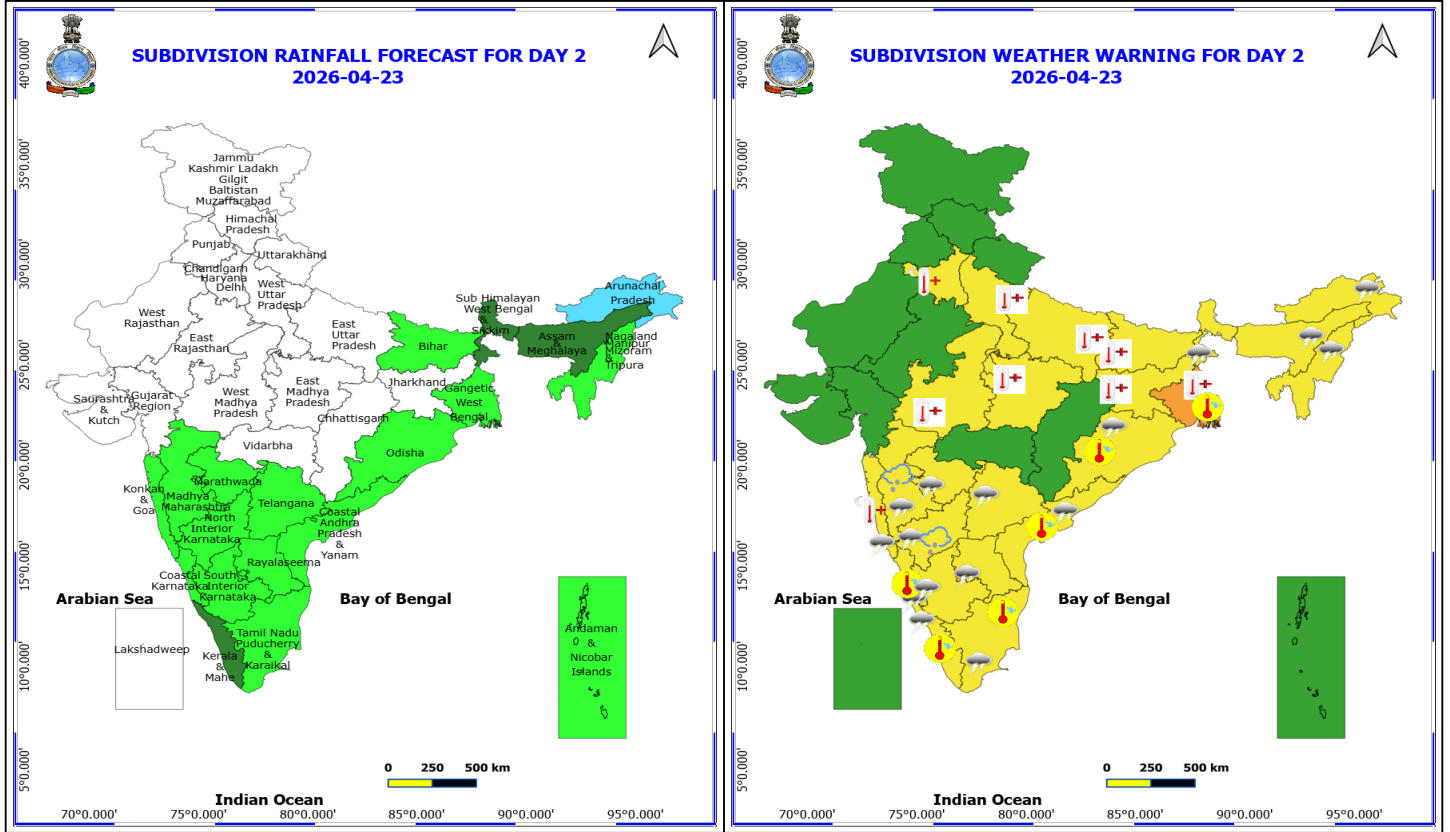 SUBDIVISION RAINFALL FORECAST FOR DAY 2
2026-04-23
40°0.000'
35°0.000'
30°0.000'
25°0.000'
20°0.000'
15°0.000'
10°0.000'
5°0.000'
Jammu
Kashmir Ladakh
Gilgit
Baltistan
Muzaffarabad
Himachal
Pradesh
Punjab
Uttarakhand
Chandigarh
Haryana
Delhi
West
Uttar
Pradesh
West
Rajasthan
East
Rajasthan
East
Uttar
Pradesh
Bihar
Sub Himalayan
West Bengal
&
Sikkim
Arunachal
Pradesh
Assam
&
Meghalaya
Nagaland
Manipur
Mizoram
&
Tripura
Saurashtra
&
Kutch
Gujarat
Region
West
Madhya
Pradesh
East
Madhya
Pradesh
Jharkhand
Gangetic
West
Bengal
Chhattisgarh
Vidarbha
Odisha
Konkan
&
Goa
Madhya
Maharashtra
Marathwada
Telangana
North
Interior
Karnataka
Coastal
Andhra
Pradesh
&
Yanam
Rayalaseema
Coastal
Karnataka
South
Interior
Karnataka
Tamil Nadu
Puducherry
&
Karaikal
Kerala
&
Mahe
Lakshadweep
Andaman
&
Nicobar
Islands
Arabian Sea
Bay of Bengal
0 250 500 km
Indian Ocean
70°0.000' 75°0.000' 80°0.000' 85°0.000' 90°0.000' 95°0.000'
SUBDIVISION WEATHER WARNING FOR DAY 2
2026-04-23
40°0.000'
35°0.000'
30°0.000'
25°0.000'
20°0.000'
15°0.000'
10°0.000'
5°0.000'
Arabian Sea
Bay of Bengal
0 250 500 km
Indian Ocean
70°0.000' 75°0.000' 80°0.000' 85°0.000' 90°0.000' 95°0.000'